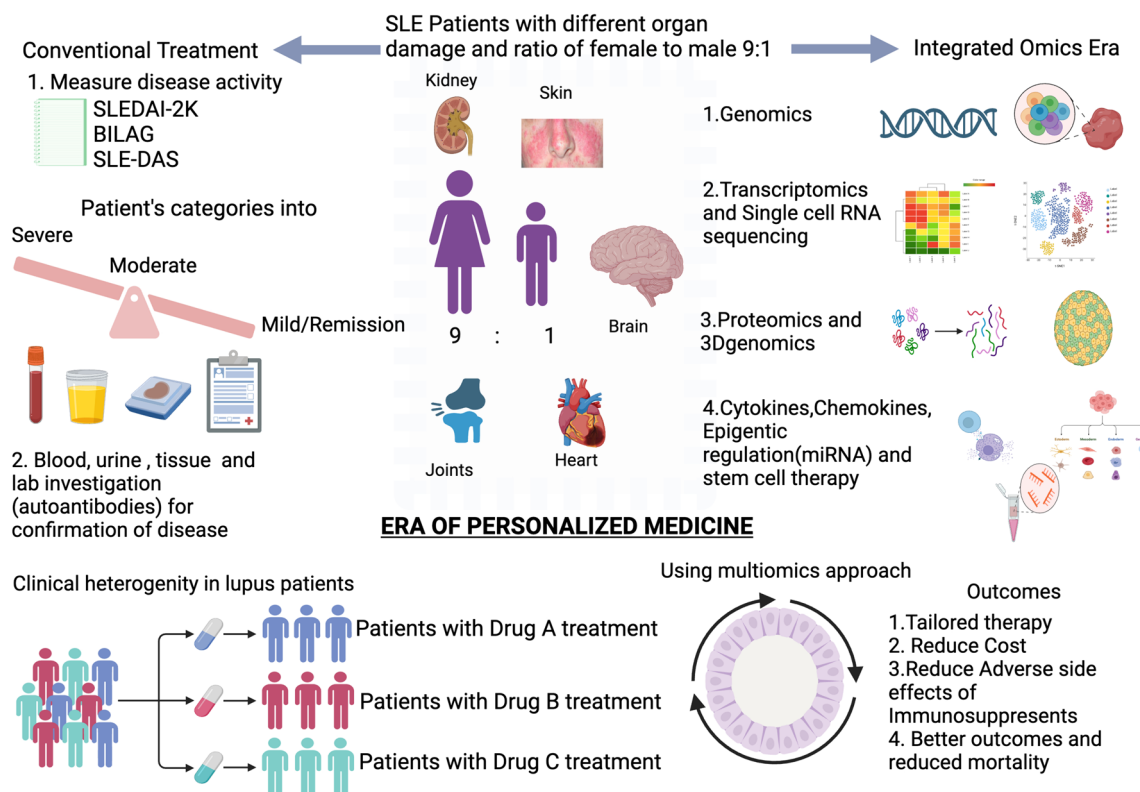 SLE Patients with different organ
damage and ratio of female to male 9:1
Conventional Treatment
1. Measure disease activity
SLEDAI-2K
BILAG
SLE-DAS
Patient's categories into
Severe
Moderate
Mild/Remission
2. Blood, urine , tissue and
lab investigation
(autoantibodies) for
confirmation of disease
Kidney
Skin
9 : 1
Brain
Joints
Heart
Integrated Omics Era
1.Genomics
2.Transcriptomics
and Single cell RNA
sequencing
3.Proteomics and
3Dgenomics
4.Cytokines,Chemokines,
Epigentic
regulation(miRNA) and
stem cell therapy
Ectoderm Mesoderm Endoderm
ERA OF PERSONALIZED MEDICINE
Clinical heterogenity in lupus patients
Patients with Drug A treatment
Patients with Drug B treatment
Patients with Drug C treatment
Using multiomics approach
Outcomes
1.Tailored therapy
2. Reduce Cost
3.Reduce Adverse side
effects of
Immunosuppresents
4. Better outcomes and
reduced mortality